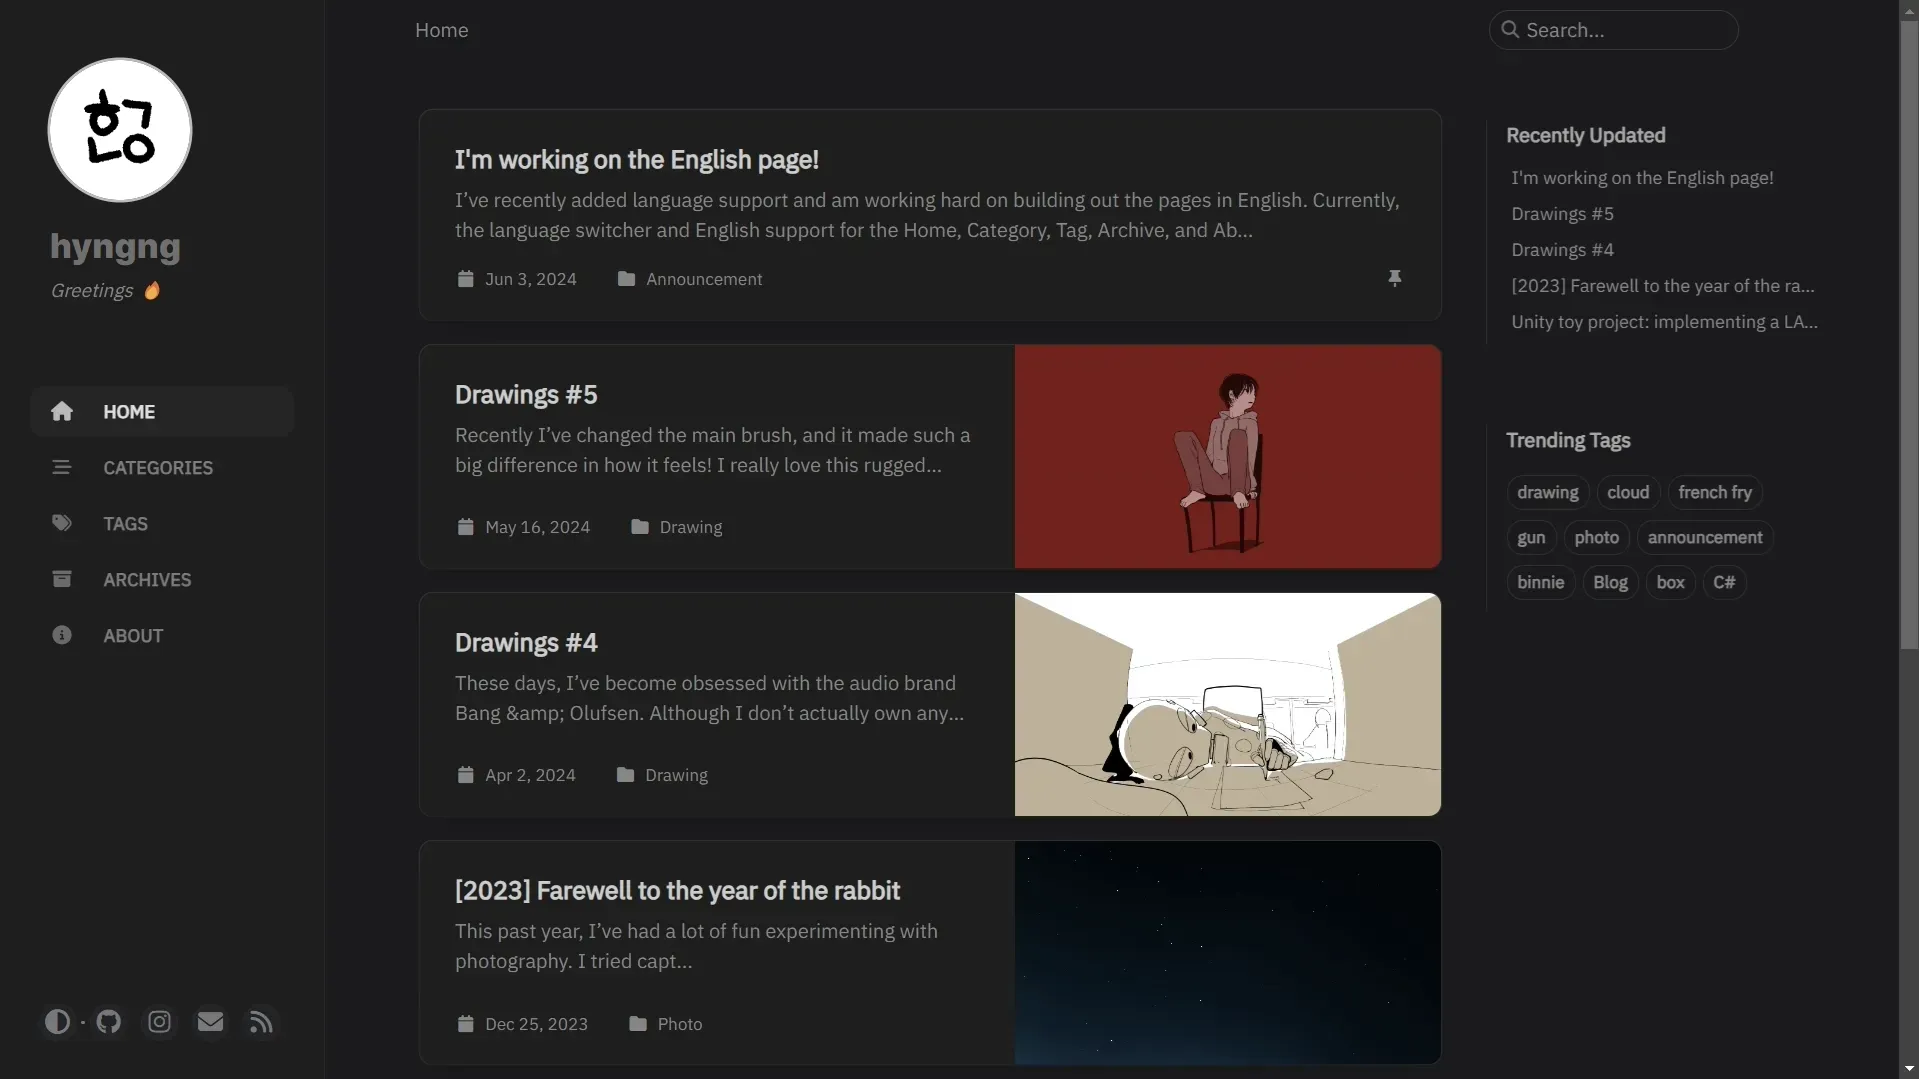 한
ㄱ
ㄴㅇ
hyngng
Greetings 🔥
HOME
CATEGORIES
TAGS
ARCHIVES
ABOUT
Home
Search...
I'm working on the English page!
I’ve recently added language support and am working hard on building out the pages in English. Currently,
the language switcher and English support for the Home, Category, Tag, Archive, and Ab...
Jun 3, 2024 Announcement
Drawings #5
Recently I’ve changed the main brush, and it made such a
big difference in how it feels! I really love this rugged...
May 16, 2024 Drawing
Drawings #4
These days, I’ve become obsessed with the audio brand
Bang &amp; Olufsen. Although I don’t actually own any...
Apr 2, 2024 Drawing
[2023] Farewell to the year of the rabbit
This past year, I’ve had a lot of fun experimenting with
photography. I tried capt...
Dec 25, 2023 Photo
Recently Updated
I'm working on the English page!
Drawings #5
Drawings #4
[2023] Farewell to the year of the ra...
Unity toy project: implementing a LA...
Trending Tags
drawing cloud french fry
gun photo announcement
binnie Blog box C#